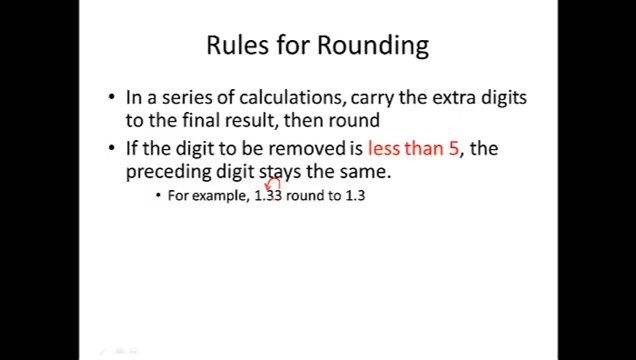 Rules for Rounding
• In a series of calculations, carry the extra digits
to the final result, then round
• If the digit to be removed is less than 5, the
preceding digit stays the same.
• For example, 1.33 round to 1.3